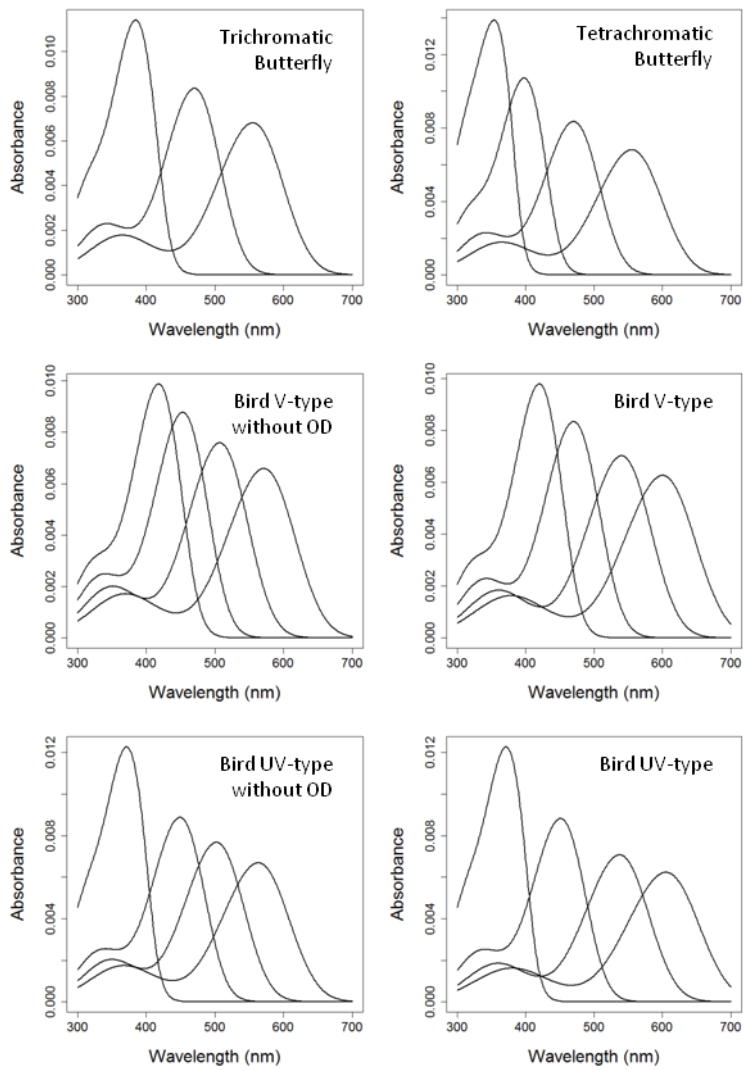 Trichromatic
Butterfly
Absorbance
0.000 0.002 0.004 0.006 0.008 0.010
300 400 500 600 700
Wavelength (nm)
Tetrachromatic
Butterfly
Absorbance
0.000 0.004 0.008 0.012
300 400 500 600 700
Wavelength (nm)
Bird V-type
without OD
Absorbance
0.000 0.002 0.004 0.006 0.008 0.010
300 400 500 600 700
Wavelength (nm)
Bird V-type
Absorbance
0.000 0.002 0.004 0.006 0.008 0.010
300 400 500 600 700
Wavelength (nm)
Bird UV-type
without OD
Absorbance
0.000 0.004 0.008 0.012
300 400 500 600 700
Wavelength (nm)
Bird UV-type
Absorbance
0.000 0.004 0.008 0.012
300 400 500 600 700
Wavelength (nm)